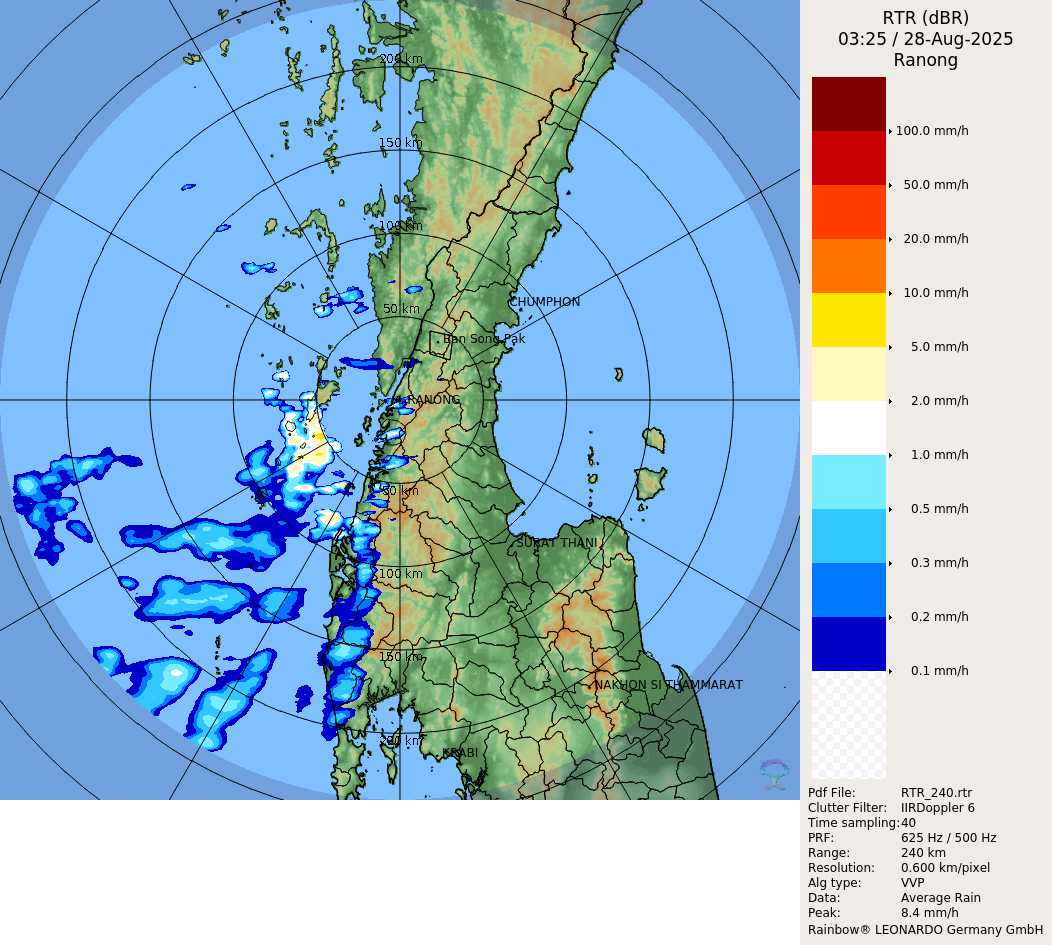 RTR (dBR)
03:25 / 28-Aug-2025
Ranong
200 km
150 km
100 km
50 km
CHUMPHON
Ban Song Pak
RANONG
50 km
SURAT THANI
100 km
150 km
NAKHON SI THAMMARAT
200 km
KRABI
100.0 mm/h
50.0 mm/h
20.0 mm/h
10.0 mm/h
5.0 mm/h
2.0 mm/h
1.0 mm/h
0.5 mm/h
0.3 mm/h
0.2 mm/h
0.1 mm/h
Pdf File: RTR_240.rtr
Clutter Filter: IIRDoppler 6
Time sampling:40
PRF: 625 Hz / 500 Hz
Range: 240 km
Resolution: 0.600 km/pixel
Alg type: VVP
Data: Average Rain
Peak: 8.4 mm/h
Rainbow® LEONARDO Germany GmbH